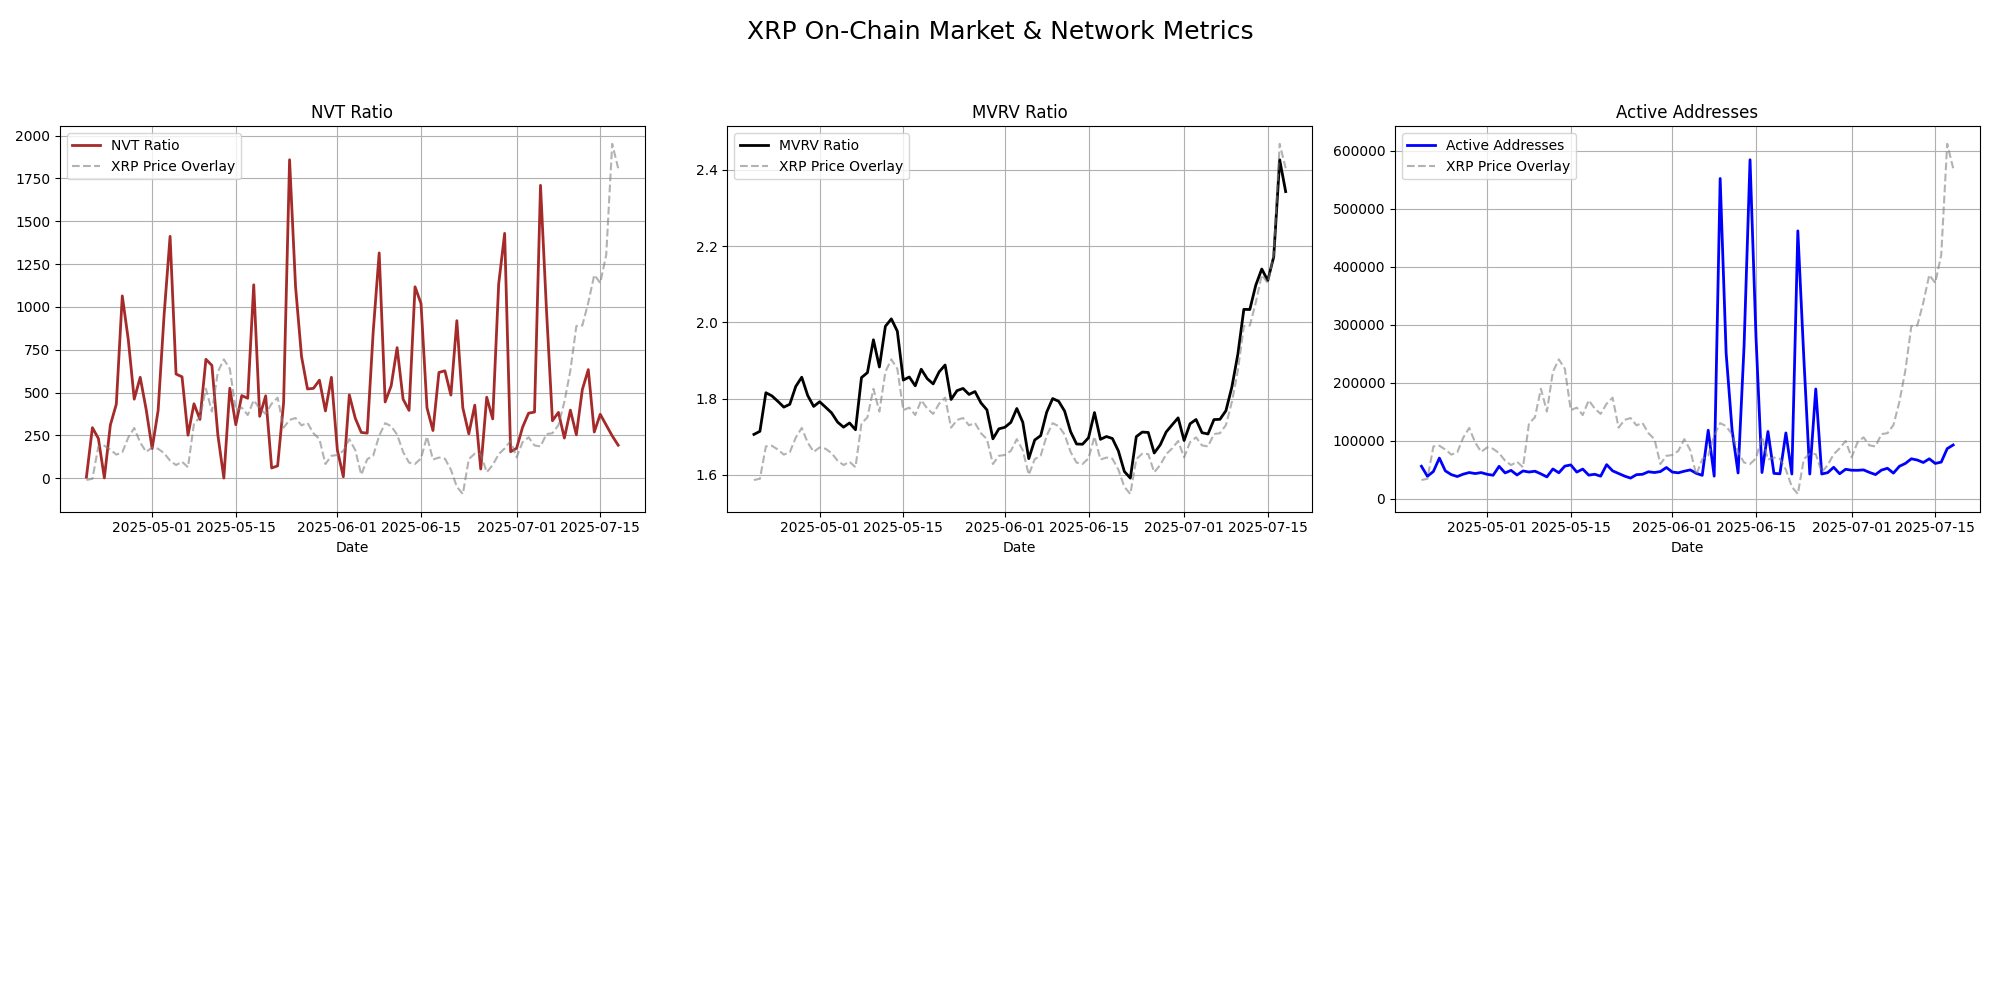 XRP On-Chain Market & Network Metrics
NVT Ratio
NVT Ratio
XRP Price Overlay
2000
1750
1500
1250
1000
750
500
250
0
2025-05-01 2025-05-15 2025-06-01 2025-06-15 2025-07-01 2025-07-15
Date
MVRV Ratio
MVRV Ratio
XRP Price Overlay
2.4
2.2
2.0
1.8
1.6
2025-05-01 2025-05-15 2025-06-01 2025-06-15 2025-07-01 2025-07-15
Date
Active Addresses
Active Addresses
XRP Price Overlay
600000
500000
400000
300000
200000
100000
0
2025-05-01 2025-05-15 2025-06-01 2025-06-15 2025-07-01 2025-07-15
Date